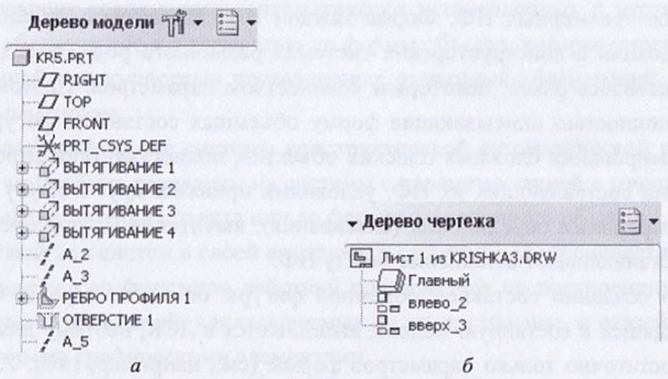 Дерево модели
KR5.PRT
RIGHT
TOP
FRONT
PRT_CSYS_DEF
ВЫТЯГИВАНИЕ 1
ВЫТЯГИВАНИЕ 2
ВЫТЯГИВАНИЕ 3
ВЫТЯГИВАНИЕ 4
A_2
A_3
РЕБРО ПРОФИЛЯ 1
ОТВЕРСТИЕ 1
A_5
а
Дерево чертежа
Лист 1 из KRISHKA3.DRW
Главный
лево_2
вверх_3
б